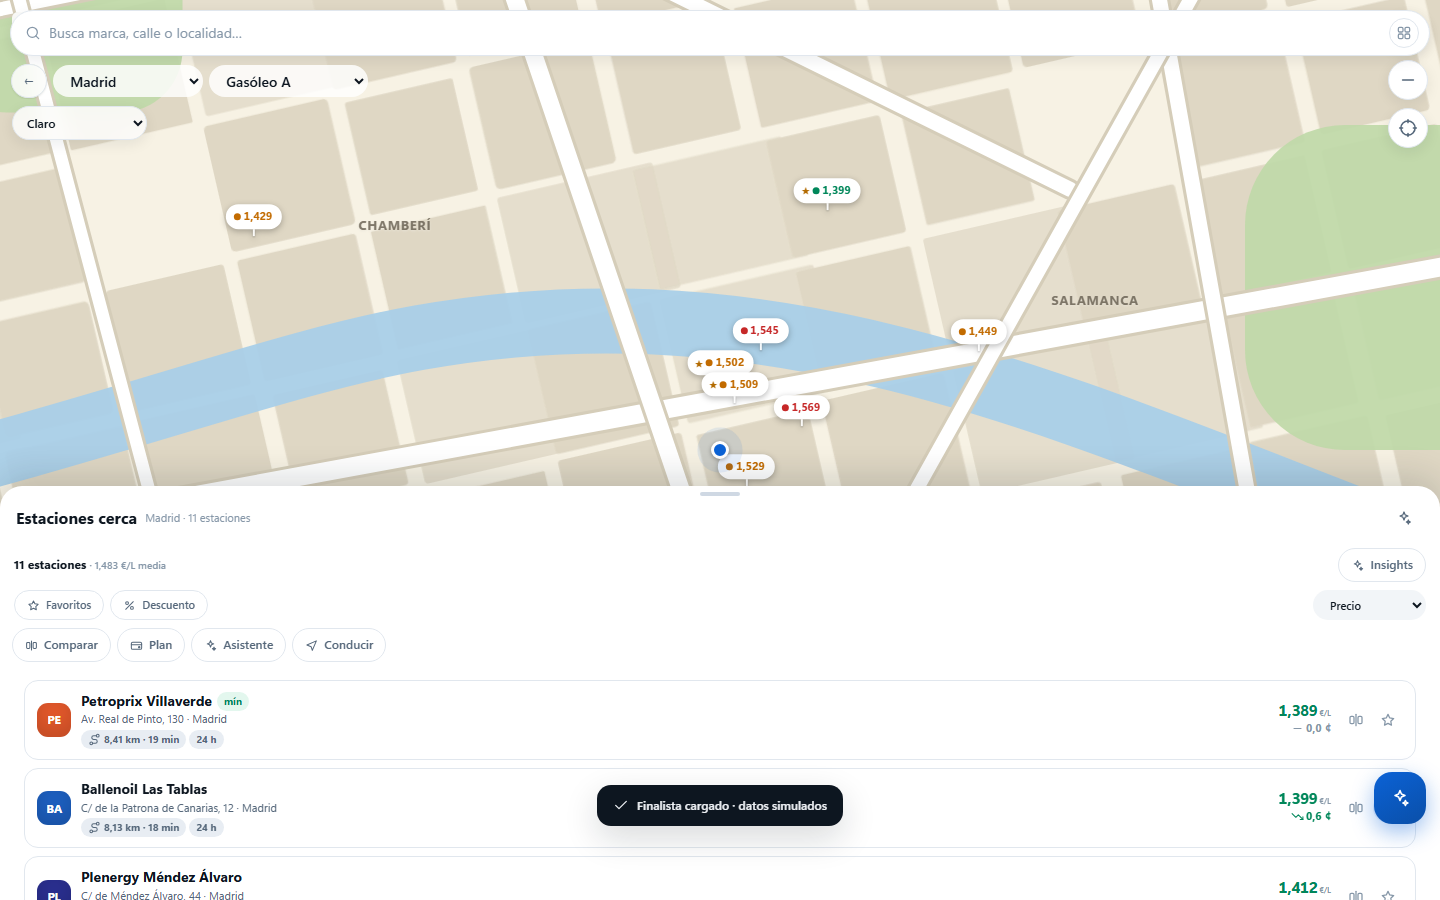 Busca marca, calle o localidad...
← Madrid Gasóleo A
Claro
1,399
1,429
CHAMBERÍ
SALAMANCA
1,545
1,449
1,502
1,509
1,569
1,529
Estaciones cerca Madrid · 11 estaciones
11 estaciones · 1,483 €/L media Insights
Favoritos Descuento Precio
Comparar Plan Asistente Conducir
PE
Petroprix Villaverde mín
Av. Real de Pinto, 130 · Madrid
8,41 km · 19 min 24 h
1,389 €/L
— 0,0 ¢
BA
Ballenoil Las Tablas
C/ de la Patrona de Canarias, 12 · Madrid
8,13 km · 18 min 24 h
1,399 €/L
0,6 ¢
Finalista cargado · datos simulados
PL
Plenergy Méndez Álvaro
C/ de Méndez Álvaro, 44 · Madrid
1,412 €/L